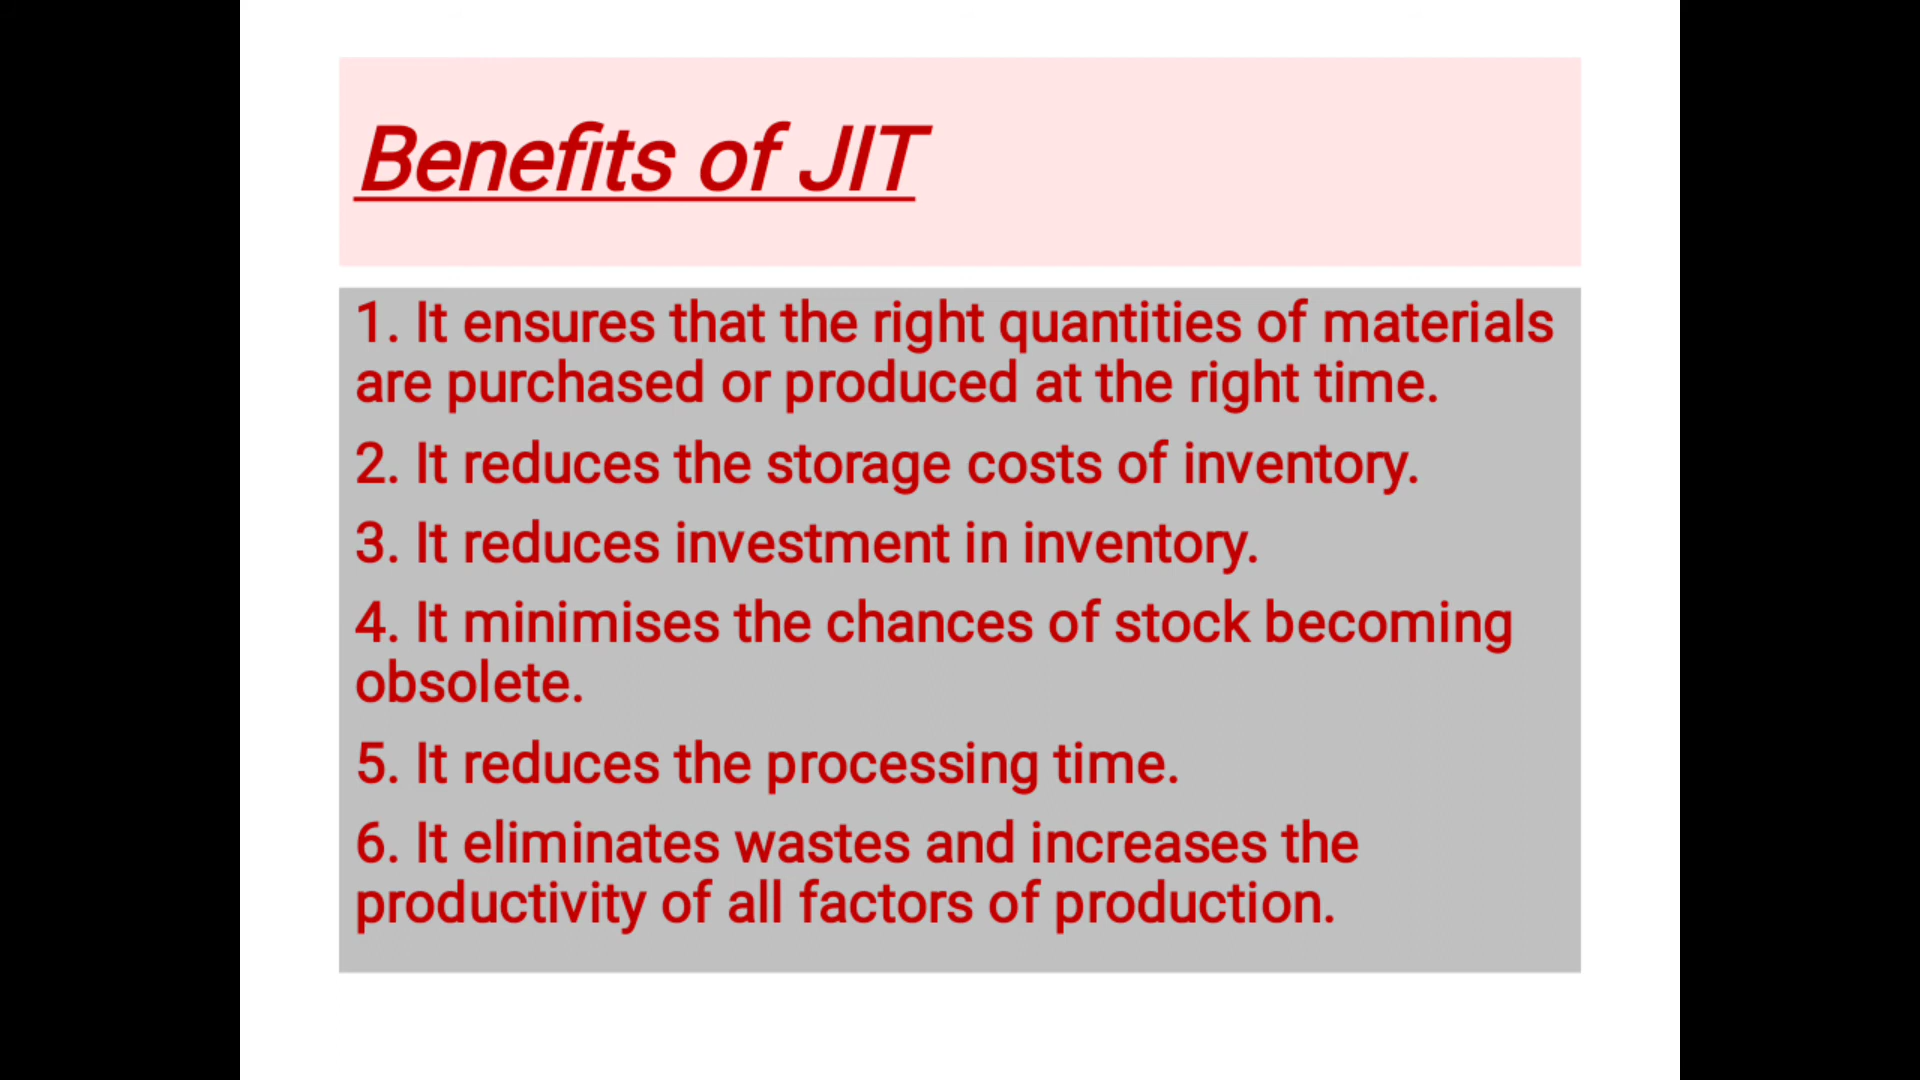 Benefits of JIT
1. It ensures that the right quantities of materials
are purchased or produced at the right time.
2. It reduces the storage costs of inventory.
3. It reduces investment in inventory.
4. It minimises the chances of stock becoming
obsolete.
5. It reduces the processing time.
6. It eliminates wastes and increases the
productivity of all factors of production.